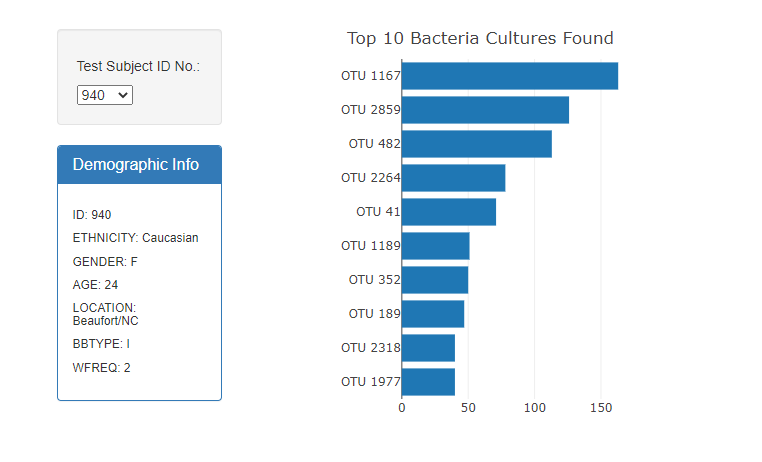 Test Subject ID No.:
940
Demographic Info
ID: 940
ETHNICITY: Caucasian
GENDER: F
AGE: 24
LOCATION:
Beaufort/NC
BBTYPE: I
WFREQ: 2
Top 10 Bacteria Cultures Found
OTU 1167
OTU 2859
OTU 482
OTU 2264
OTU 41
OTU 1189
OTU 352
OTU 189
OTU 2318
OTU 1977
0 50 100 150